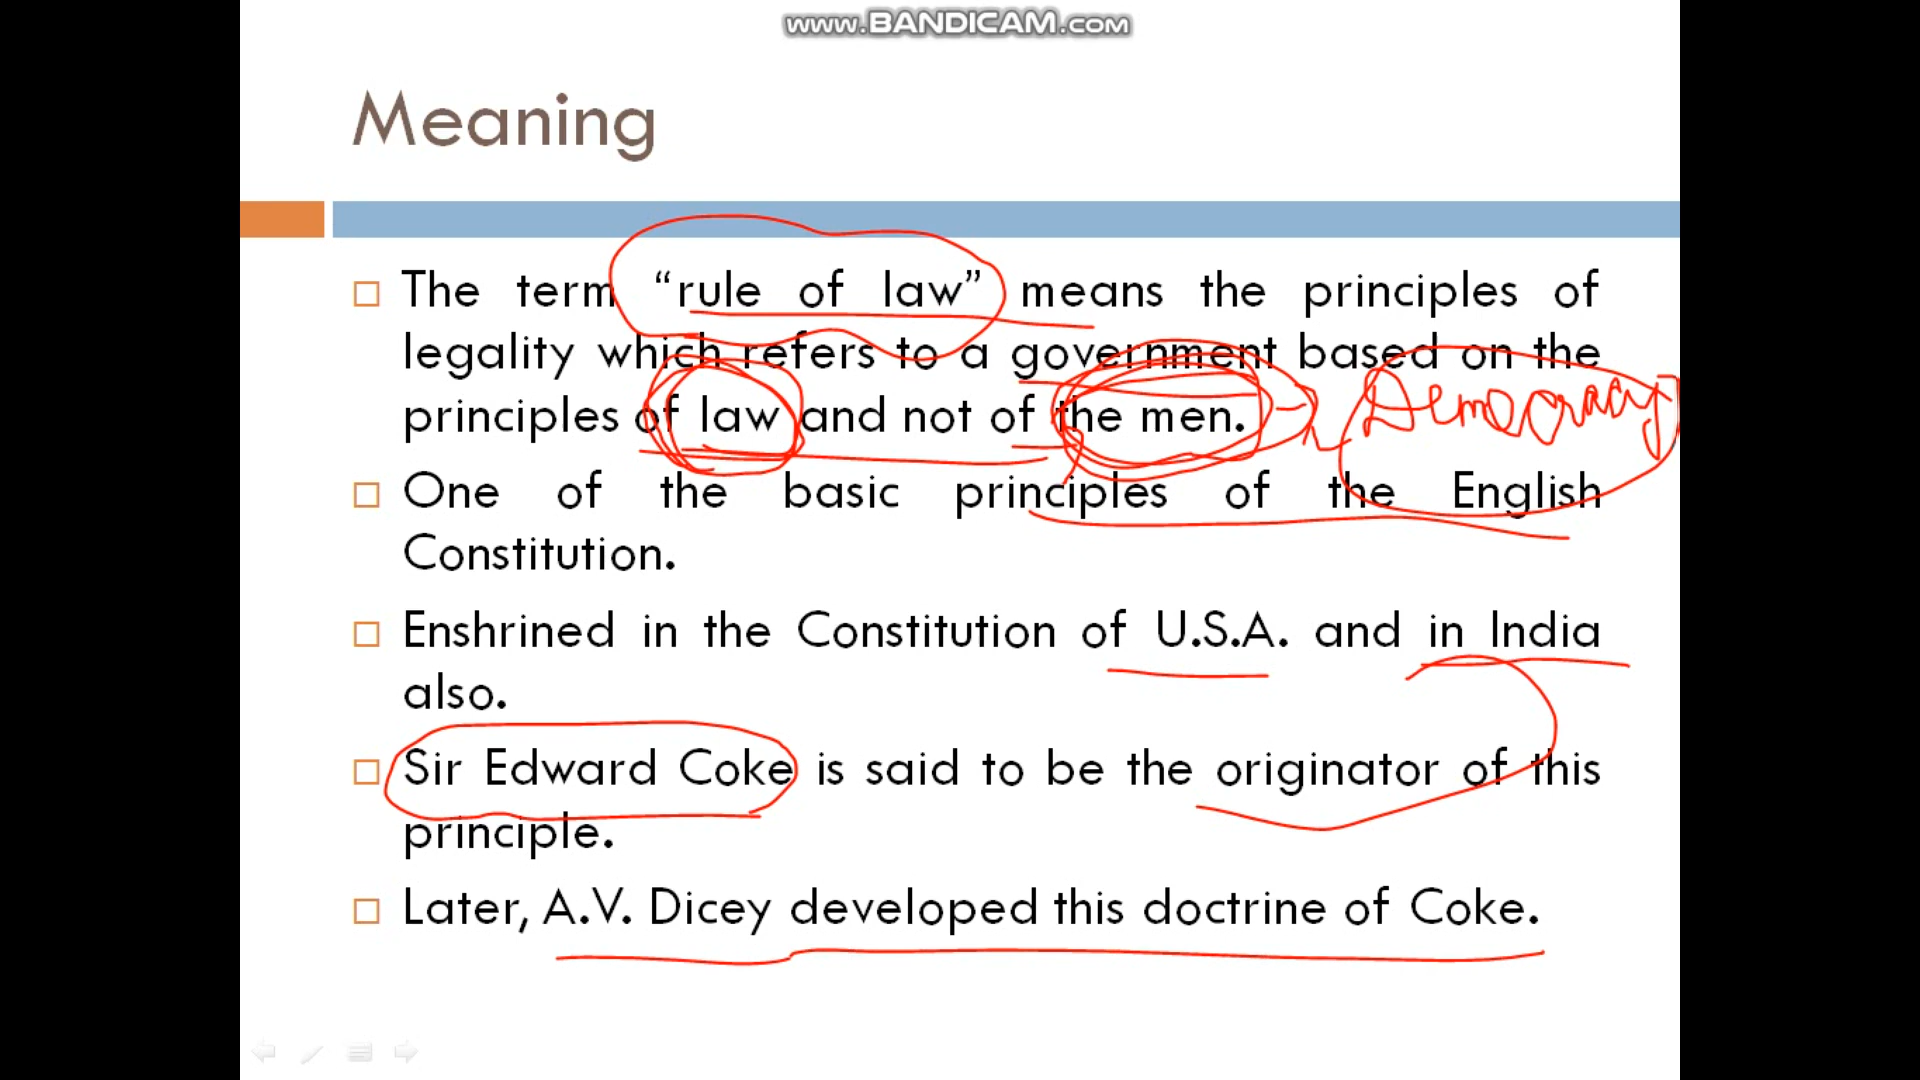 www.BANDICAM.com
Meaning
The term “rule of law” means the principles of
legality which refers to a government based on the
principles of law and not of the men.
Democracy
One of the basic principles of the English
Constitution.
Enshrined in the Constitution of U.S.A. and in India
also.
Sir Edward Coke is said to be the originator of this
principle.
Later, A.V. Dicey developed this doctrine of Coke.